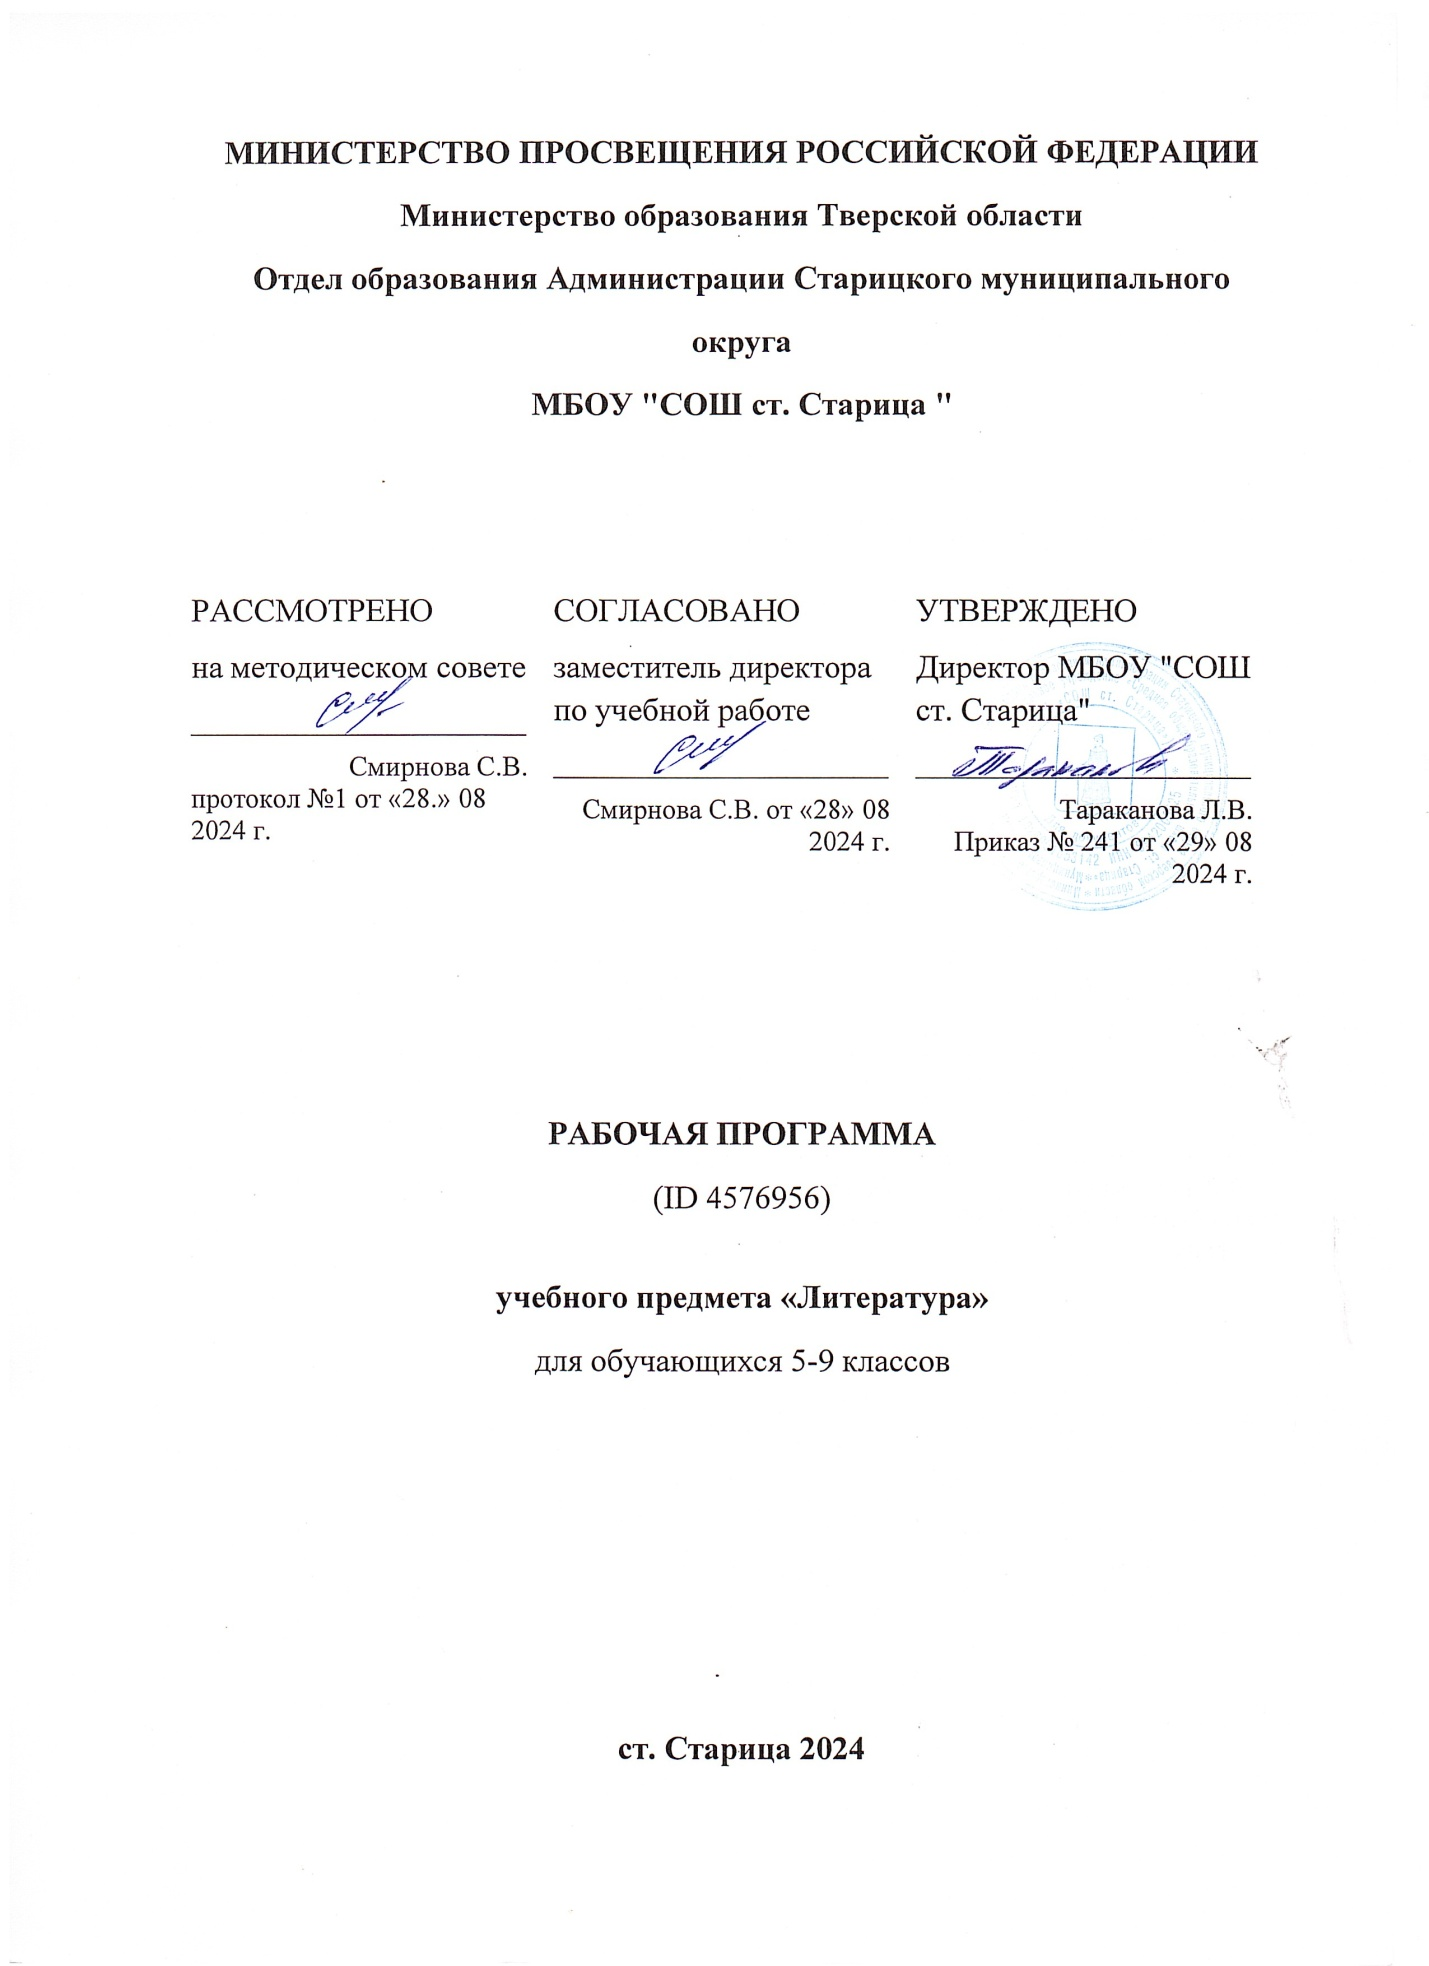 МИНИСТЕРСТВО ПРОСВЕЩЕНИЯ РОССИЙСКОЙ ФЕДЕРАЦИИ
Министерство образования Тверской области
Отдел образования Администрации Старицкого муниципального
округа
МБОУ "СОШ ст. Старица "
РАССМОТРЕНО
на методическом совете
Смирнова С.В.
протокол №1 от «28.» 08
2024 г.
СОГЛАСОВАНО
заместитель директора
по учебной работе
Смирнова С.В. от «28» 08
2024 г.
УТВЕРЖДЕНО
Директор МБОУ "СОШ
ст. Старица"
Тараканова Л.В.
Приказ № 241 от «29» 08
2024 г.
РАБОЧАЯ ПРОГРАММА
(ID 4576956)
учебного предмета «Литература»
для обучающихся 5-9 классов
ст. Старица 2024